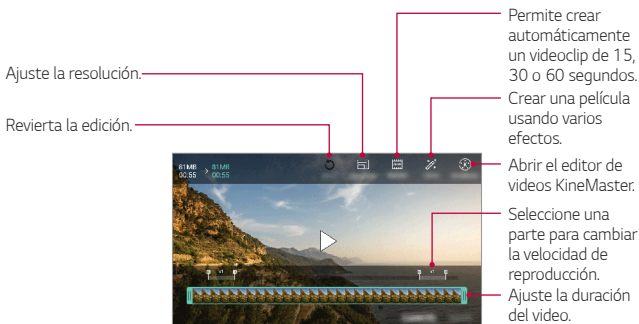 Permite crear
automáticamente
un videoclip de 15,
30 o 60 segundos.
Ajuste la resolución.
Crear una película
usando varios
efectos.
Revierta la edición.
Abrir el editor de
videos KineMaster.
81MB
00:55
>
81MB
00:55
Seleccione una
parte para cambiar
la velocidad de
reproducción.
x1
x1
Ajuste la duración
del video.